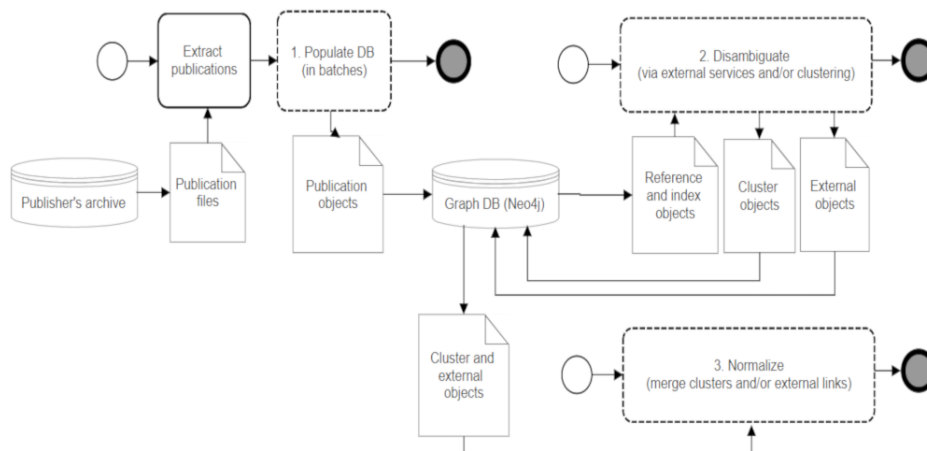 Extract
publications
1. Populate DB
(in batches)
2. Disambiguate
(via external services and/or clustering)
Publisher's archive
Publication
files
Publication
objects
Graph DB (Neo4j)
Reference
and index
objects
Cluster
objects
External
objects
Cluster and
external
objects
3. Normalize
(merge clusters and/or external links)